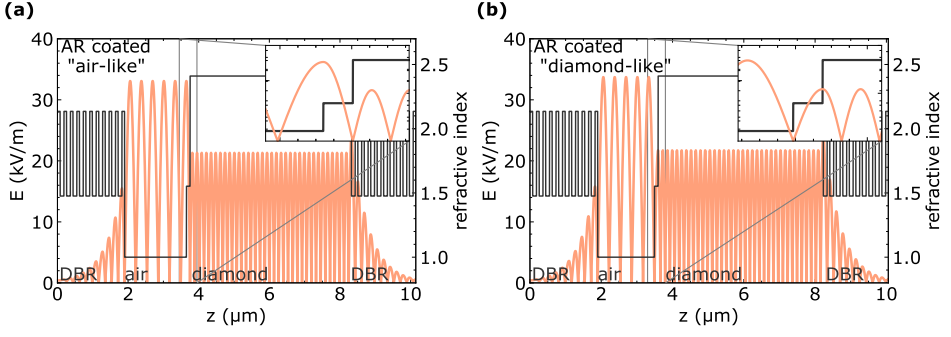 (a)
AR coated
"air-like"
E (kV/m)
40
30
20
10
0
2.5
2.0
1.5
1.0
refractive index
DBR
air
diamond
DBR
0
2
4
6
8
10
z (μm)
(b)
AR coated
"diamond-like"
E (kV/m)
40
30
20
10
0
2.5
2.0
1.5
1.0
refractive index
DBR
air
diamond
DBR
0
2
4
6
8
10
z (μm)